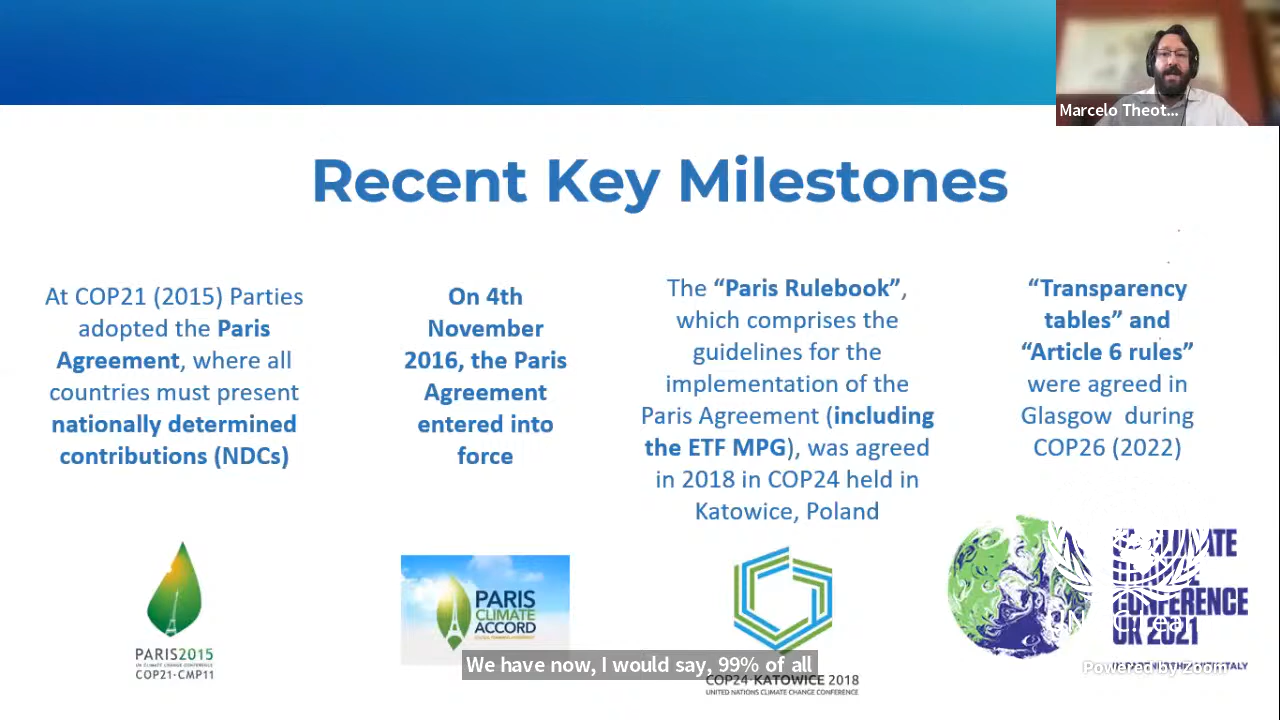 Marcelo Theot...
Recent Key Milestones
At COP21 (2015) Parties
adopted the Paris
Agreement, where all
countries must present
nationally determined
contributions (NDCs)
On 4th
November
2016, the Paris
Agreement
entered into
force
The “Paris Rulebook”,
which comprises the
guidelines for the
implementation of the
Paris Agreement (including
the ETF MPG), was agreed
in 2018 in COP24 held in
Katowice, Poland
“Transparency
tables” and
“Article 6 rules”
were agreed in
Glasgow during
COP26 (2022)
PARIS2015
UN CLIMATE CHANGE CONFERENCE
COP21·CMP11
PARIS
CLIMATE
ACCORD
We have now, I would say, 99% of all
COP24·KATOWICE 2018
UNITED NATIONS CLIMATE CHANGE CONFERENCE
CONFERENCE
UK 2021
Powered by Zoom